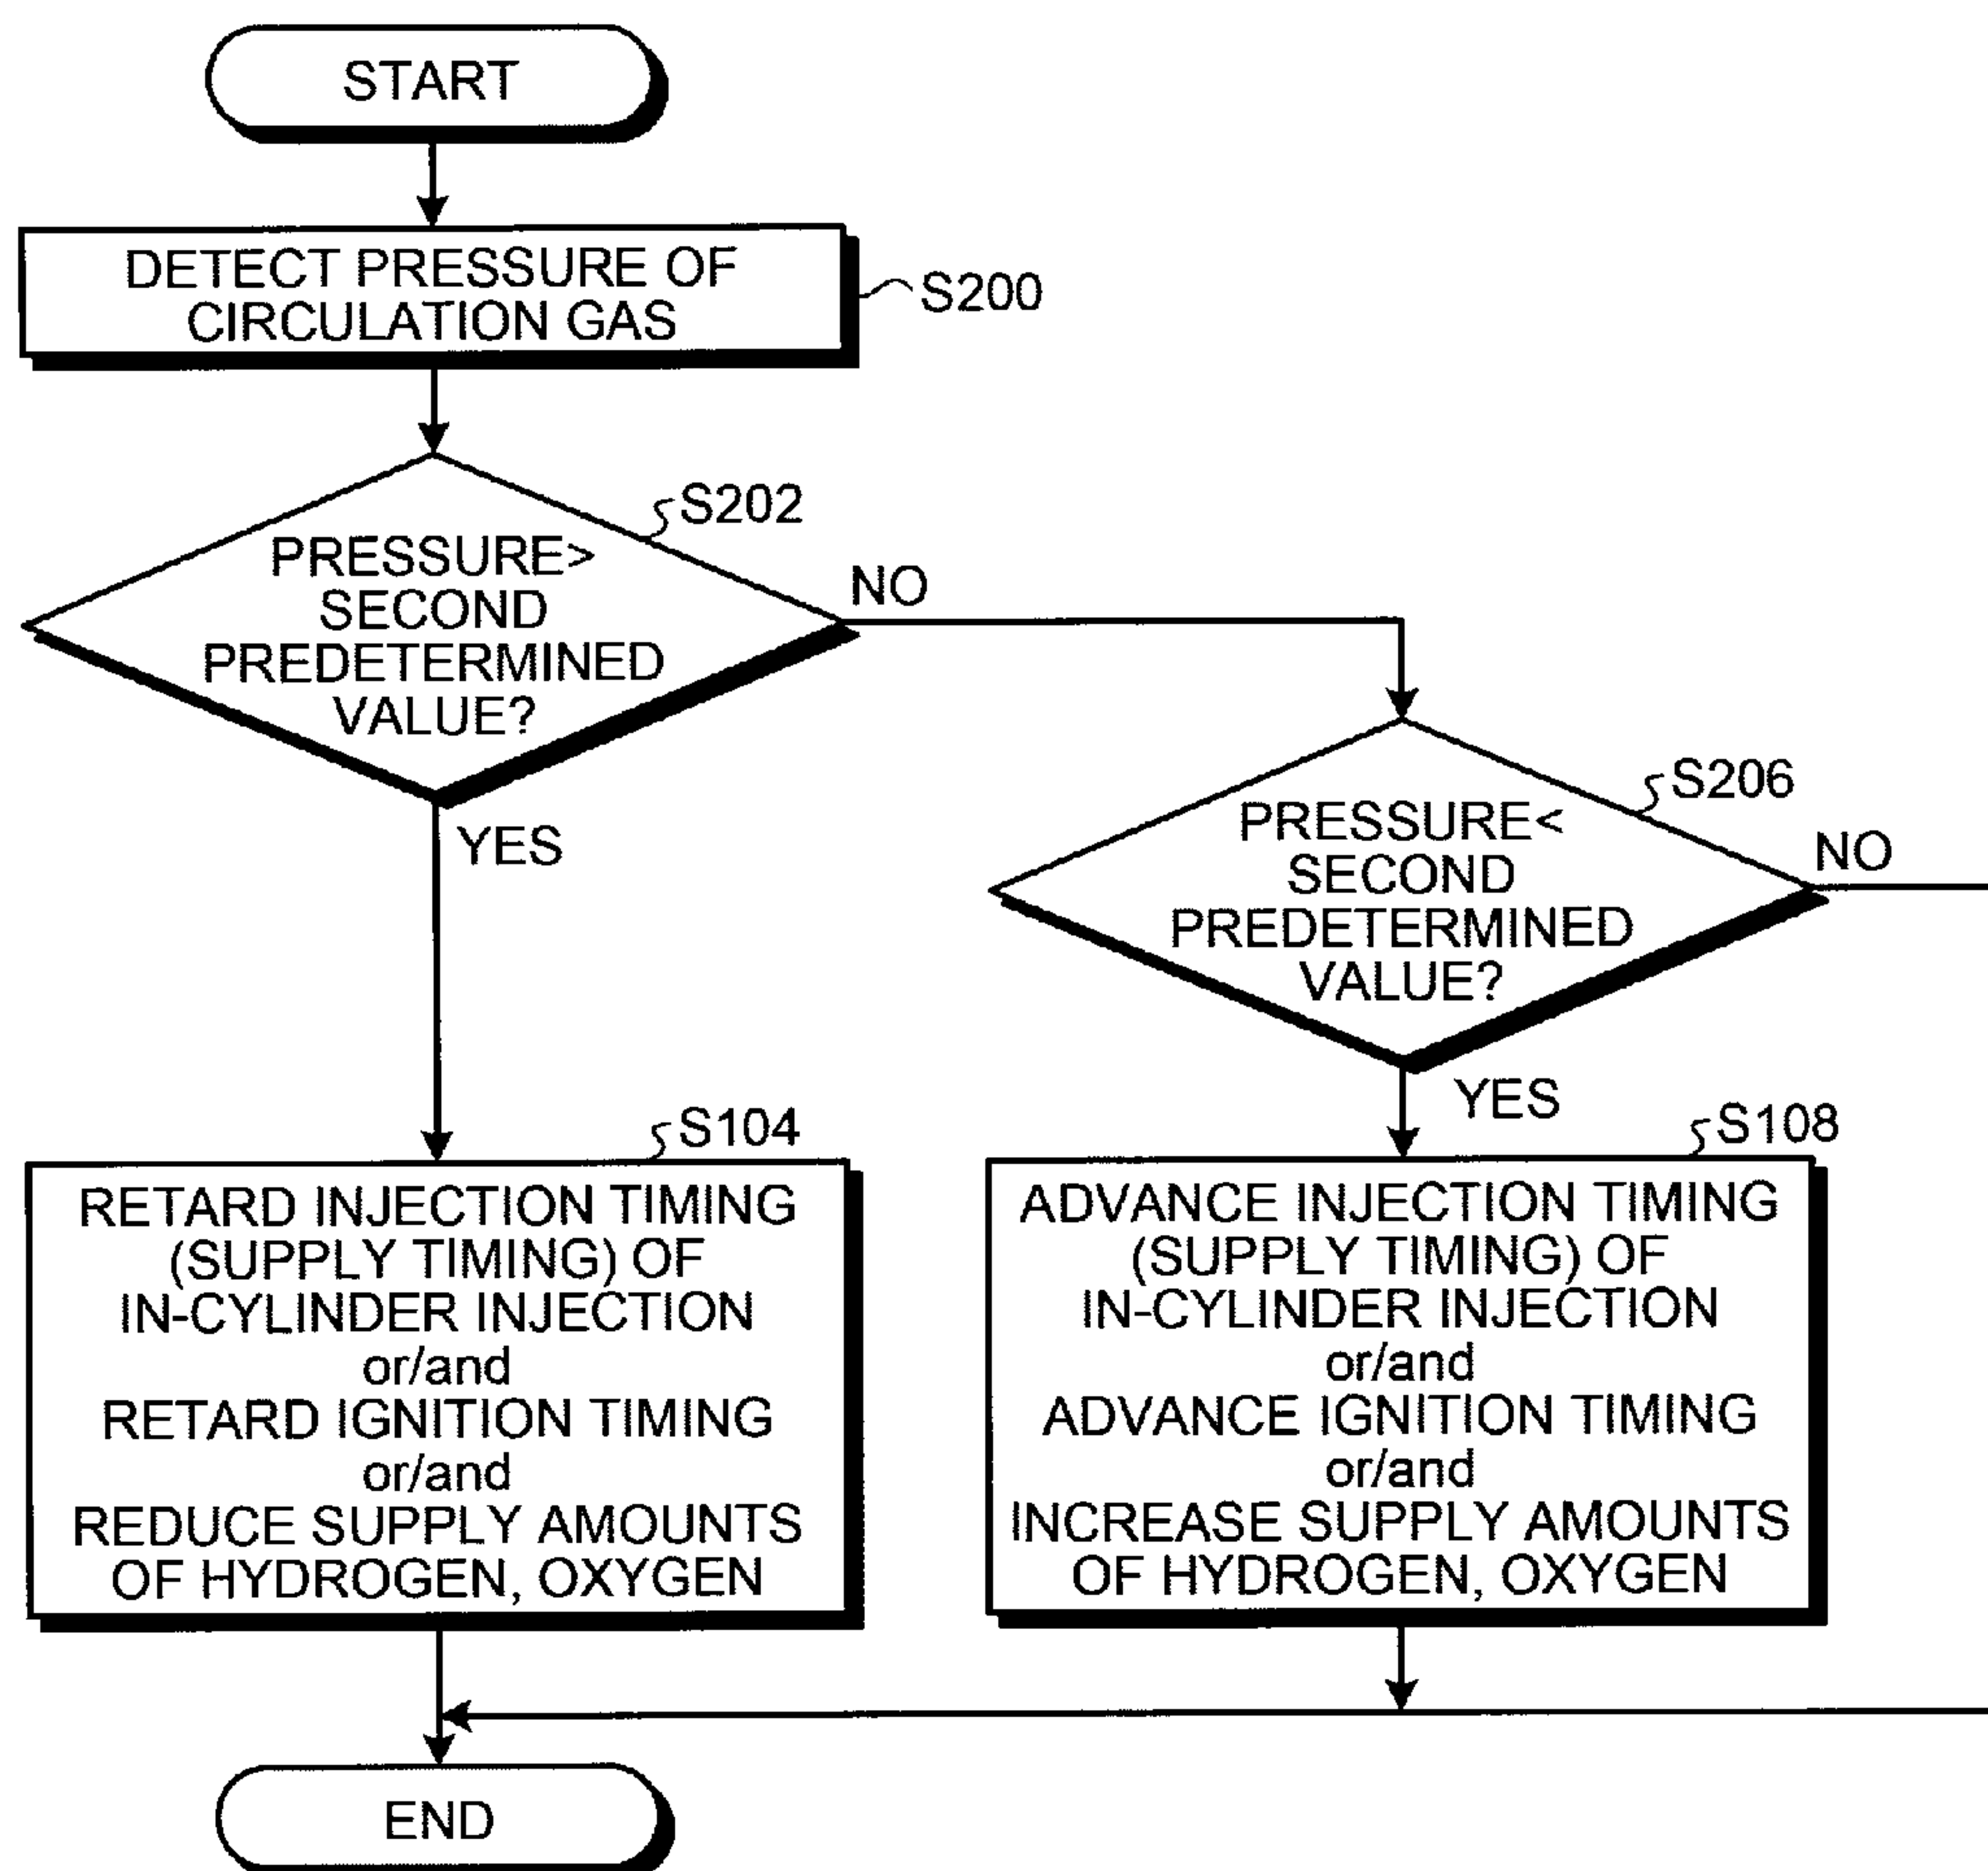 START
DETECT PRESSURE OF
CIRCULATION GAS
S200
S202
PRESSURE>
SECOND
PREDETERMINED
VALUE?
NO
YES
S206
PRESSURE<
SECOND
PREDETERMINED
VALUE?
NO
YES
S104
RETARD INJECTION TIMING
(SUPPLY TIMING) OF
IN-CYLINDER INJECTION
or/and
RETARD IGNITION TIMING
or/and
REDUCE SUPPLY AMOUNTS
OF HYDROGEN, OXYGEN
S108
ADVANCE INJECTION TIMING
(SUPPLY TIMING) OF
IN-CYLINDER INJECTION
or/and
ADVANCE IGNITION TIMING
or/and
INCREASE SUPPLY AMOUNTS
OF HYDROGEN, OXYGEN
END